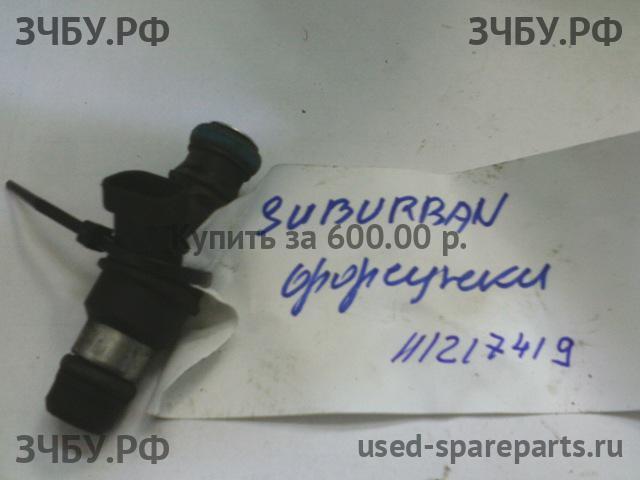 ЗЧБУ.РФ ЗЧБУ.РФ
SUBURBAN
Купить за 600.00 р.
форсунки
11217419
ЗЧБУ.РФ used-spareparts.ru